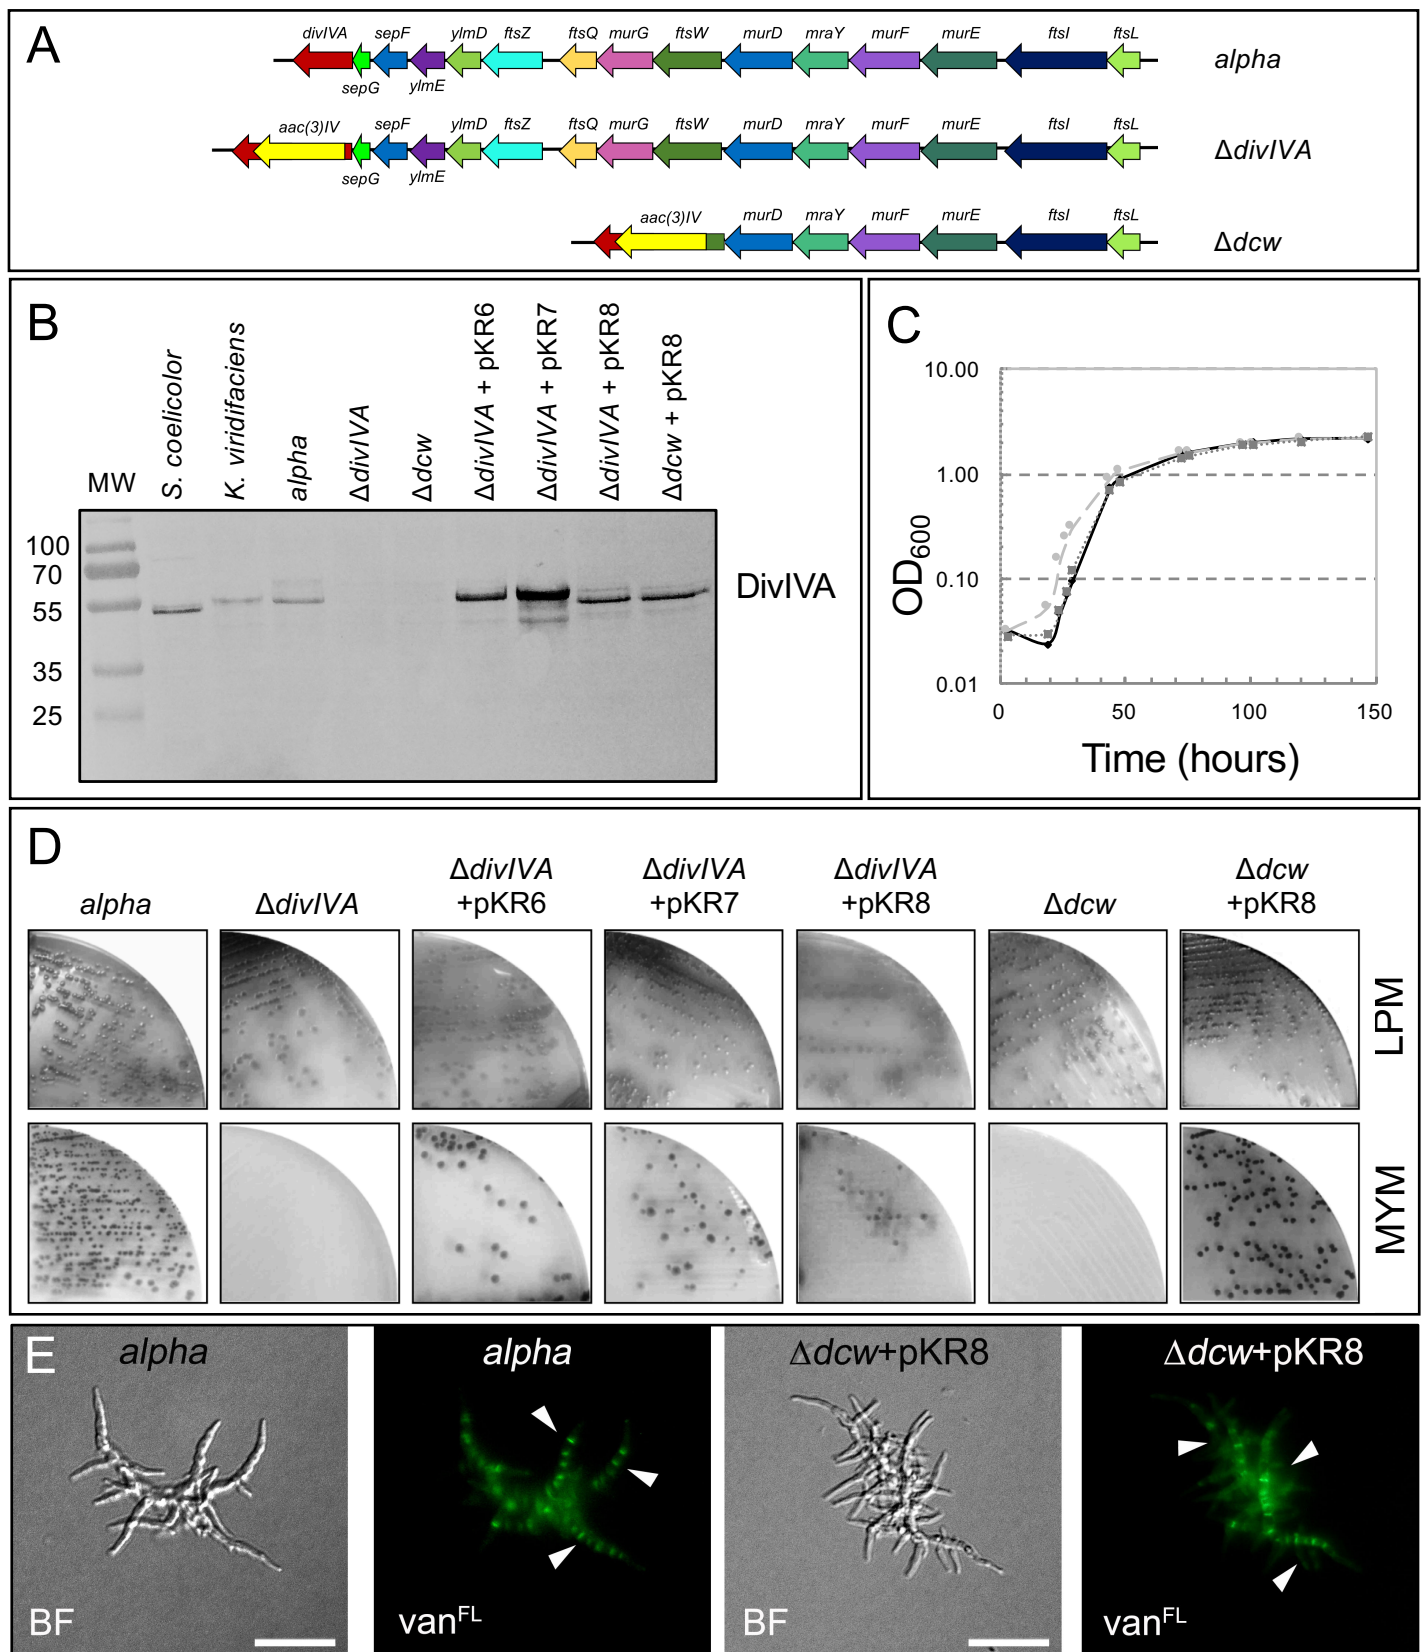 A
divIVA sepF ylmD ftsZ ftsQ murG ftsW murD mraY murF murE ftsI ftsL
alpha
sepG ylmE
aac(3)IV sepF ylmD ftsZ ftsQ murG ftsW murD mraY murF murE ftsI ftsL
ΔdivIVA
sepG ylmE
aac(3)IV murD mraY murF murE ftsI ftsL
Δdcw
B
MW
S. coelicolor
K. viridifaciens
alpha
ΔdivIVA
Δdcw
ΔdivIVA + pKR6
ΔdivIVA + pKR7
ΔdivIVA + pKR8
Δdcw + pKR8
100
70
55
35
25
DivIVA
C
10.00
1.00
0.10
0.01
OD600
0 50 100 150
Time (hours)
D
alpha
ΔdivIVA
ΔdivIVA
+pKR6
ΔdivIVA
+pKR7
ΔdivIVA
+pKR8
Δdcw
Δdcw
+pKR8
LPM
MYM
E
alpha
BF
alpha
vanFL
Δdcw+pKR8
BF
Δdcw+pKR8
vanFL